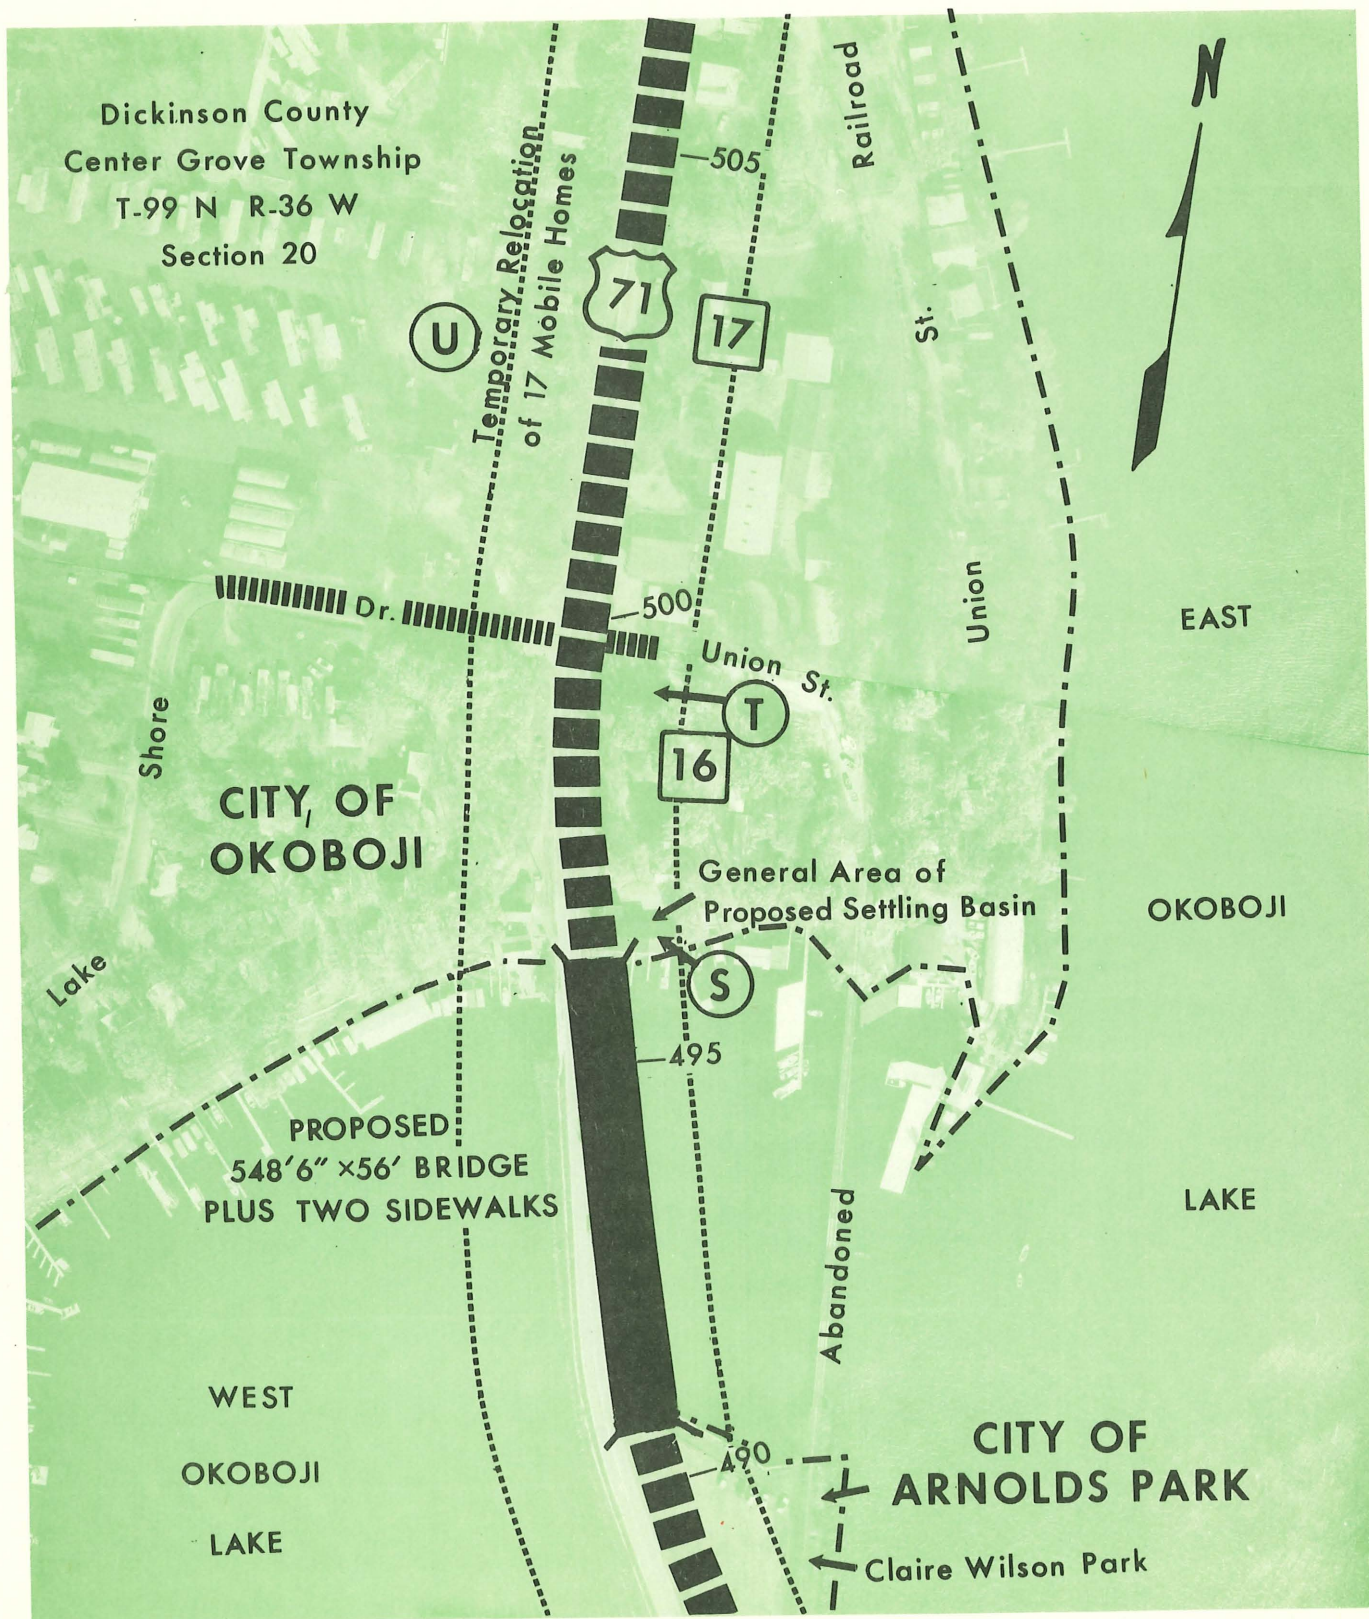 Dickinson County
Center Grove Township
T-99 N R-36 W
Section 20
N
Railroad
505
Temporary Relocation
of 17 Mobile Homes
71
17
U
St.
Dr.
500
Union
EAST
Union St.
T
Shore
16
CITY OF
OKOBOJI
General Area of
Proposed Settling Basin
OKOBOJI
Lake
S
495
PROPOSED
548'6" ×56' BRIDGE
PLUS TWO SIDEWALKS
LAKE
Abandoned
WEST
OKOBOJI
LAKE
490
CITY OF
ARNOLDS PARK
Claire Wilson Park